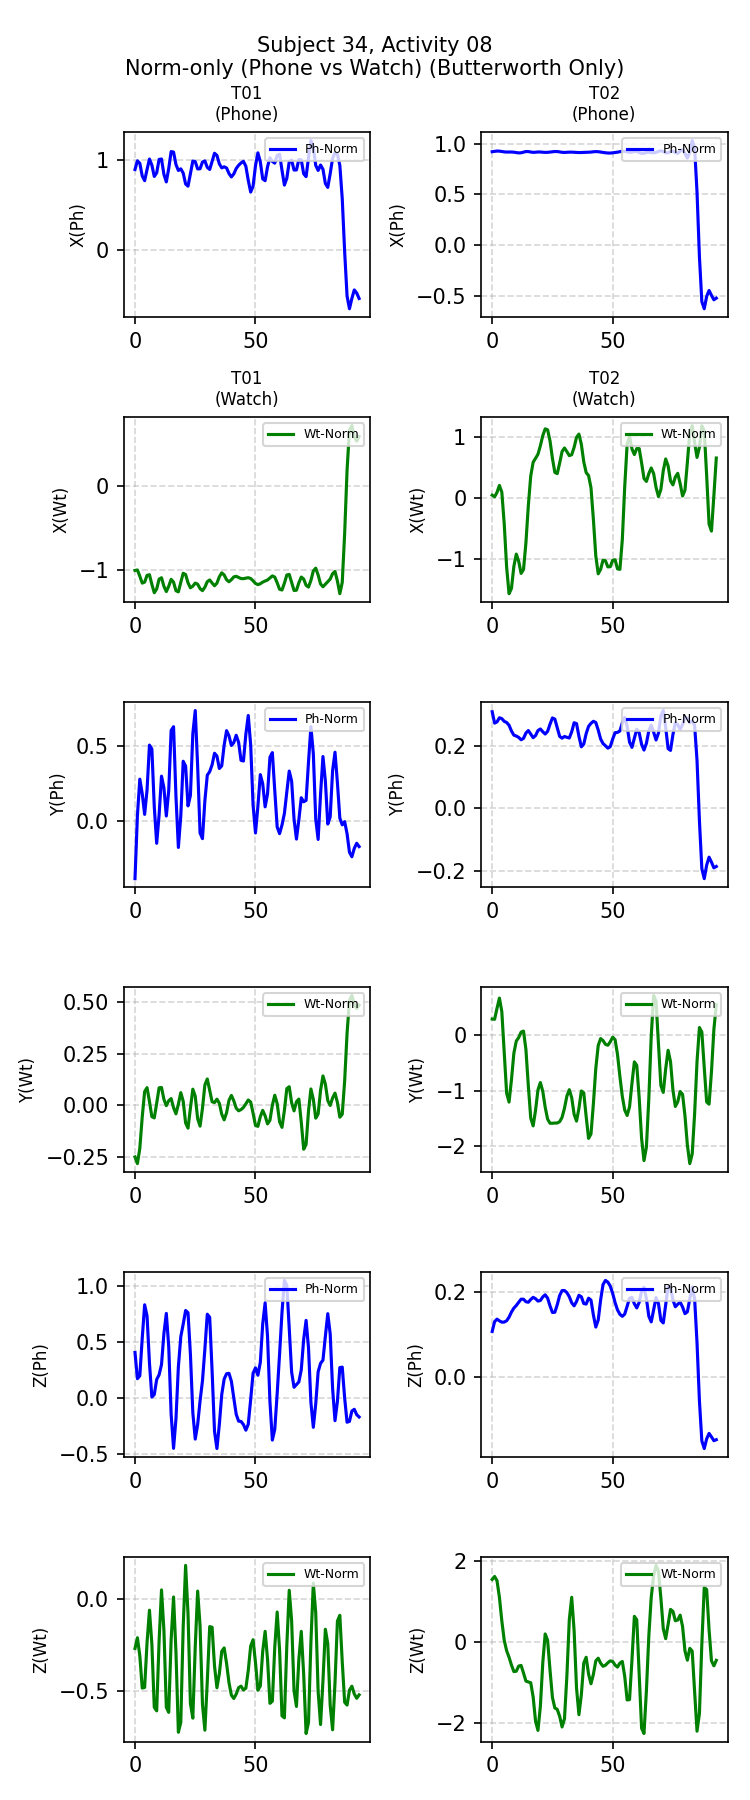 Subject 34, Activity 08
Norm-only (Phone vs Watch) (Butterworth Only)
T01
(Phone)
T02
(Phone)
X(Ph)
1
0
Ph-Norm
0 50
X(Ph)
1.0
0.5
0.0
−0.5
Ph-Norm
0 50
T01
(Watch)
T02
(Watch)
X(Wt)
0
−1
Wt-Norm
0 50
X(Wt)
1
0
−1
Wt-Norm
0 50
Y(Ph)
0.5
0.0
Ph-Norm
0 50
Y(Ph)
0.2
0.0
−0.2
Ph-Norm
0 50
Y(Wt)
0.50
0.25
0.00
−0.25
Wt-Norm
0 50
Y(Wt)
0
−1
−2
Wt-Norm
0 50
Z(Ph)
1.0
0.5
0.0
−0.5
Ph-Norm
0 50
Z(Ph)
0.2
0.0
Ph-Norm
0 50
Z(Wt)
0.0
−0.5
Wt-Norm
0 50
Z(Wt)
2
0
−2
Wt-Norm
0 50